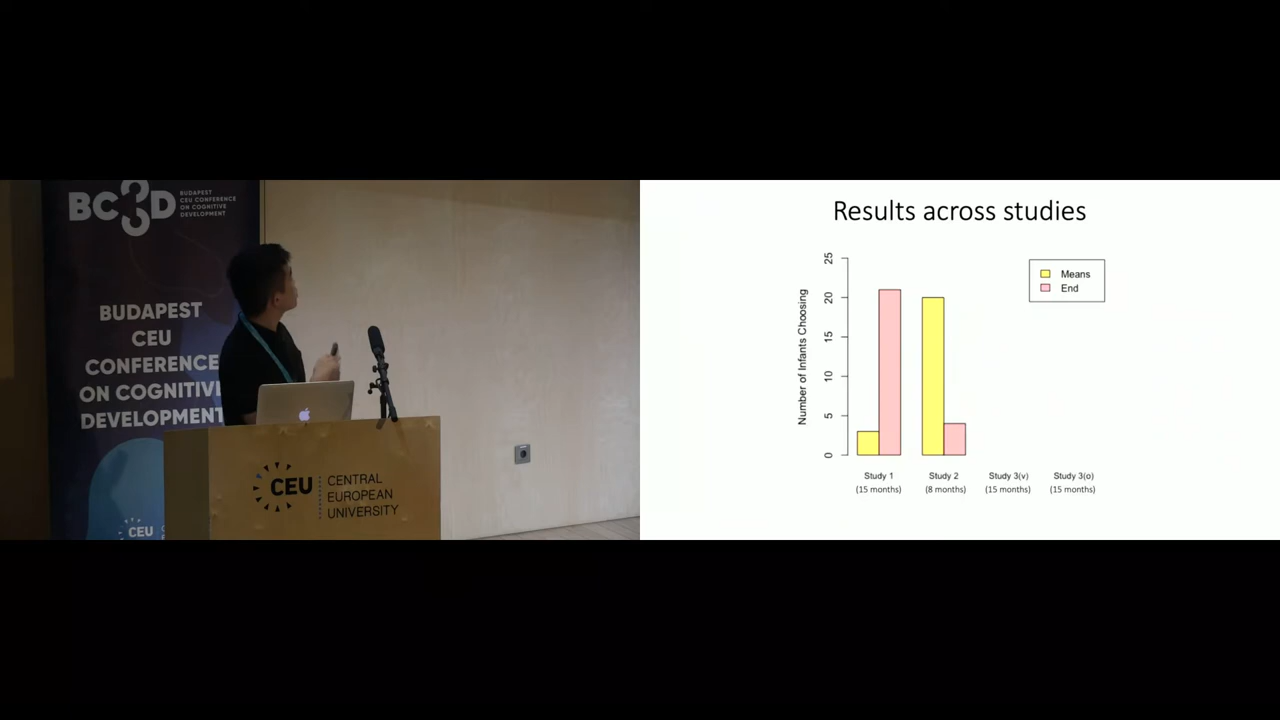 BC3D
BUDAPEST
CEU CONFERENCE
ON COGNITIVE
DEVELOPMENT
BUDAPEST
CEU
CONFERENCE
ON COGNITIVE
DEVELOPMENT
CEU
CEU
CENTRAL
EUROPEAN
UNIVERSITY
Results across studies
Number of Infants Choosing
25
20
15
10
5
0
Means
End
Study 1
(15 months)
Study 2
(8 months)
Study 3(v)
(15 months)
Study 3(o)
(15 months)